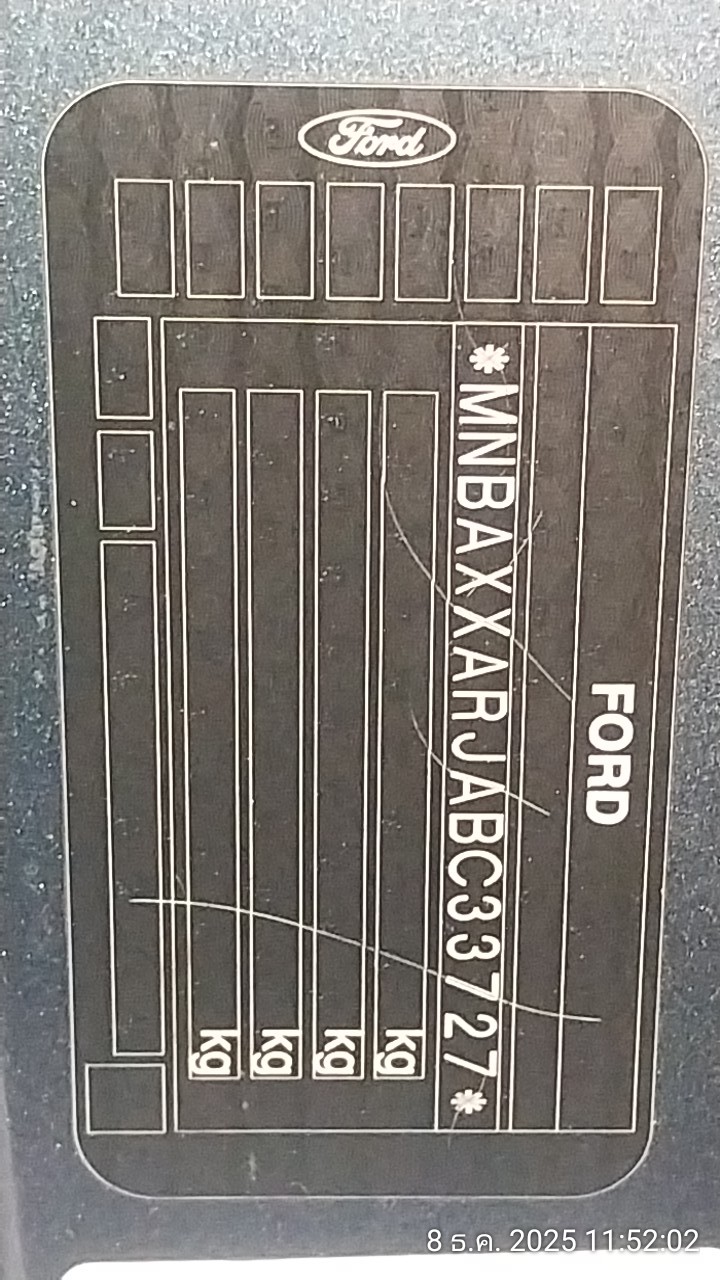 Ford
FORD
*MNBAXXARJABC33727*
kg
kg
kg
kg
8 ธ.ค. 2025 11:52:02